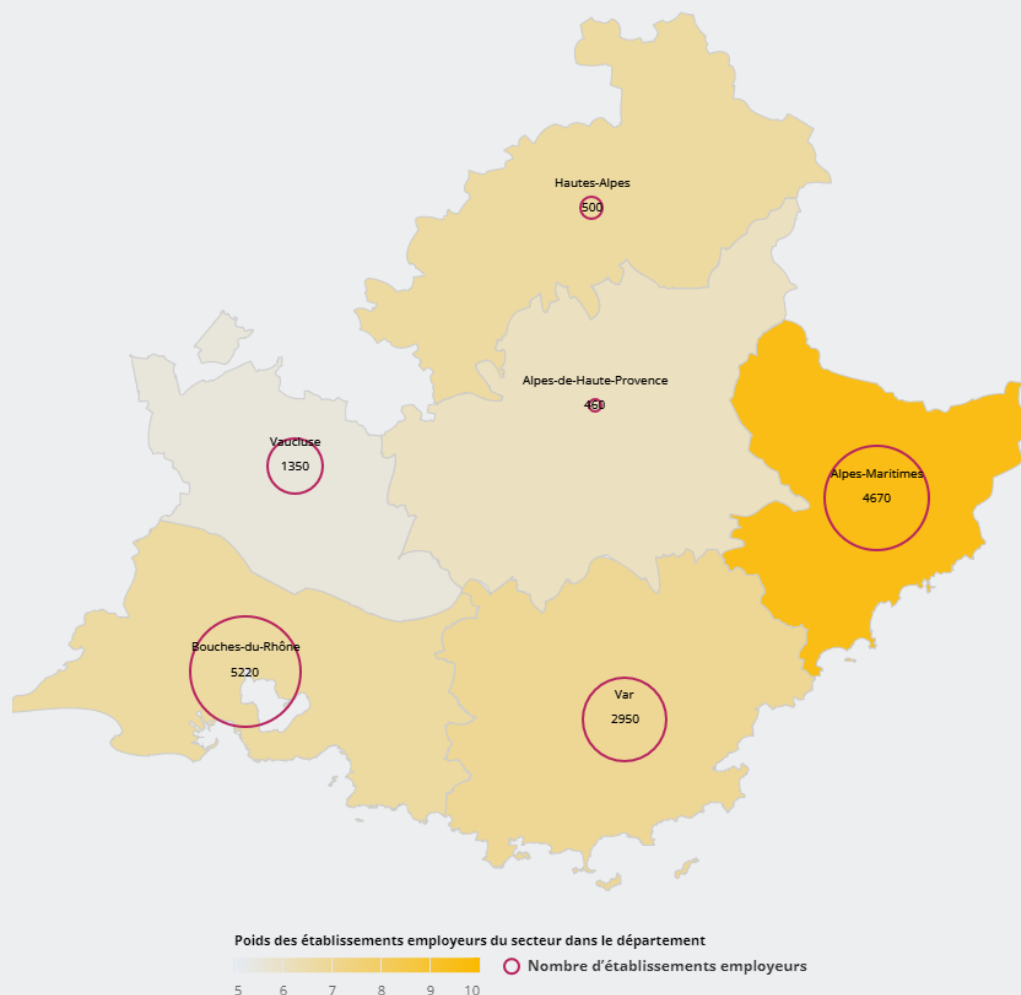 Hautes-Alpes
500
Alpes-de-Haute-Provence
460
Vaucluse
1350
Alpes-Maritimes
4670
Bouches-du-Rhône
5220
Var
2950
Poids des établissements employeurs du secteur dans le département
Nombre d'établissements employeurs
5 6 7 8 9 10